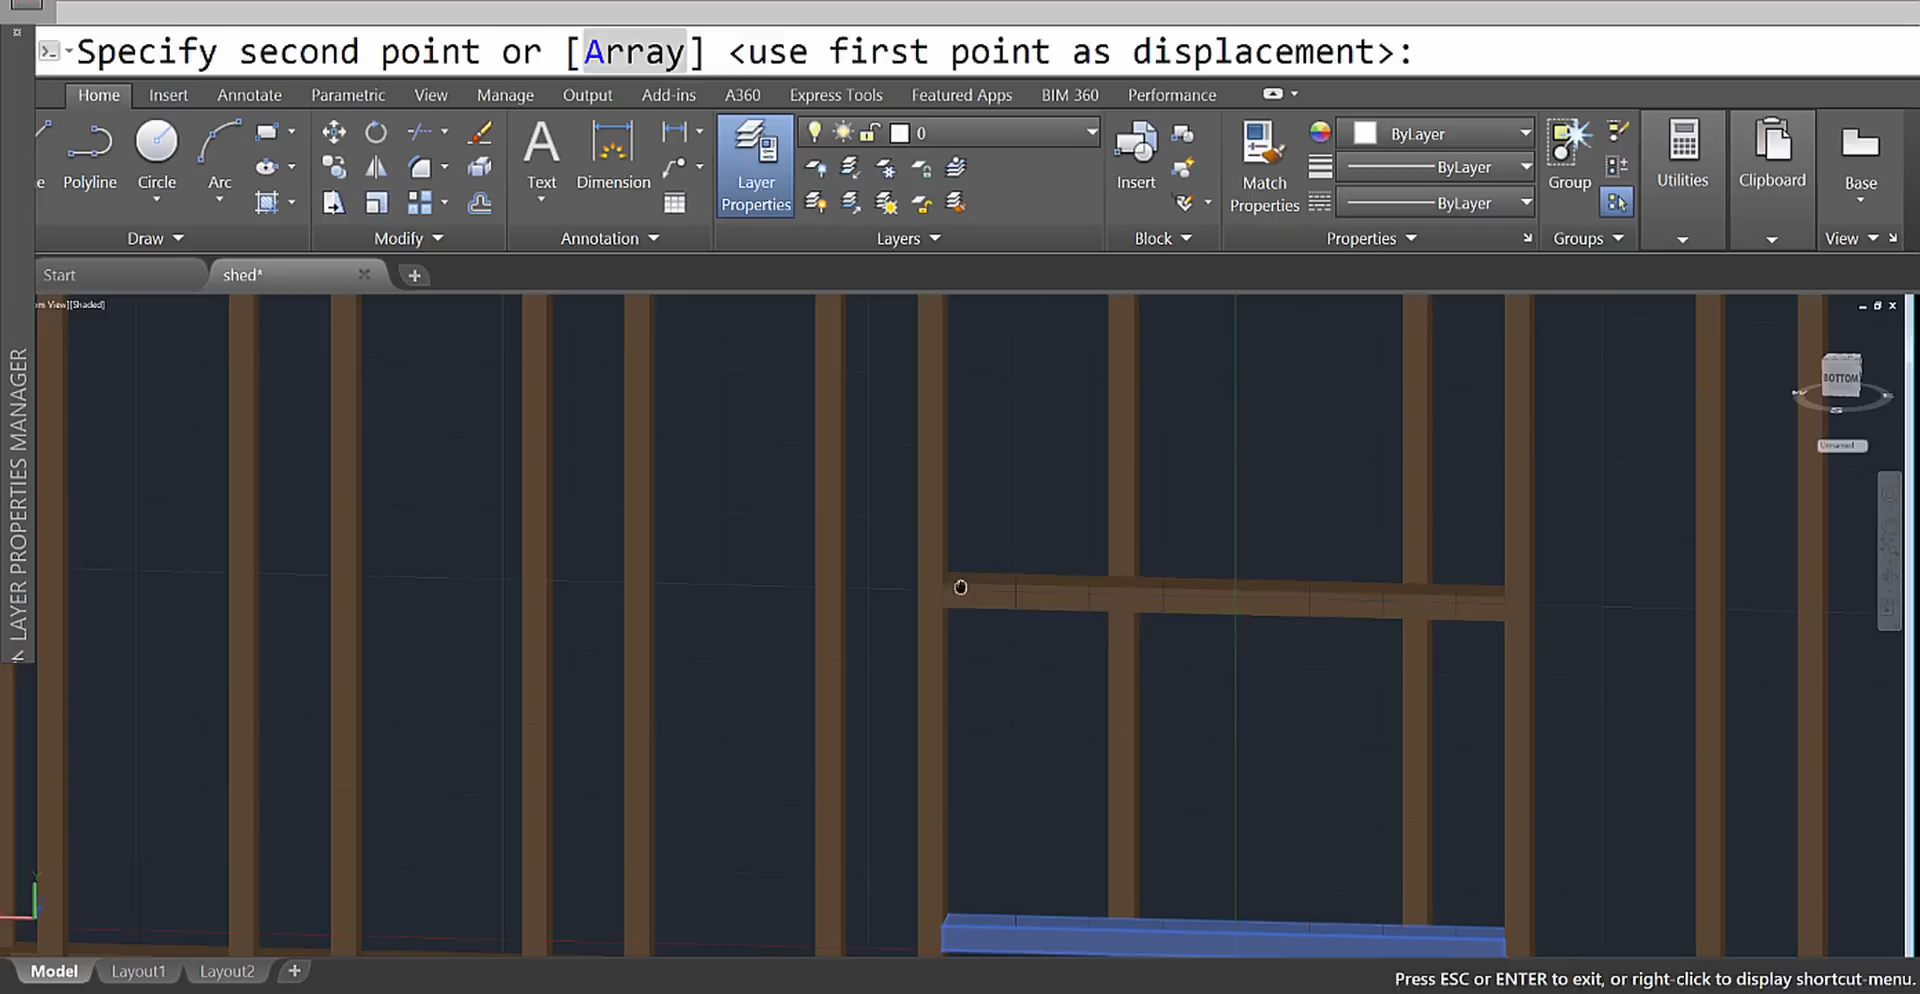 Specify second point or [Array] <use first point as displacement>:
Home Insert Annotate Parametric View Manage Output Add-ins A360 Express Tools Featured Apps BIM 360 Performance
0
ByLayer
ByLayer
ByLayer
Polyline Circle Arc
Text Dimension
Layer
Properties
Insert
Match
Properties
Group
Utilities
Clipboard
Base
Draw Modify Annotation Layers Block Properties Groups View
Start shed*
View][Shaded]
BOTTOM
Unnamed
LAYER PROPERTIES MANAGER
Y
Model Layout1 Layout2
Press ESC or ENTER to exit, or right-click to display shortcut-menu.